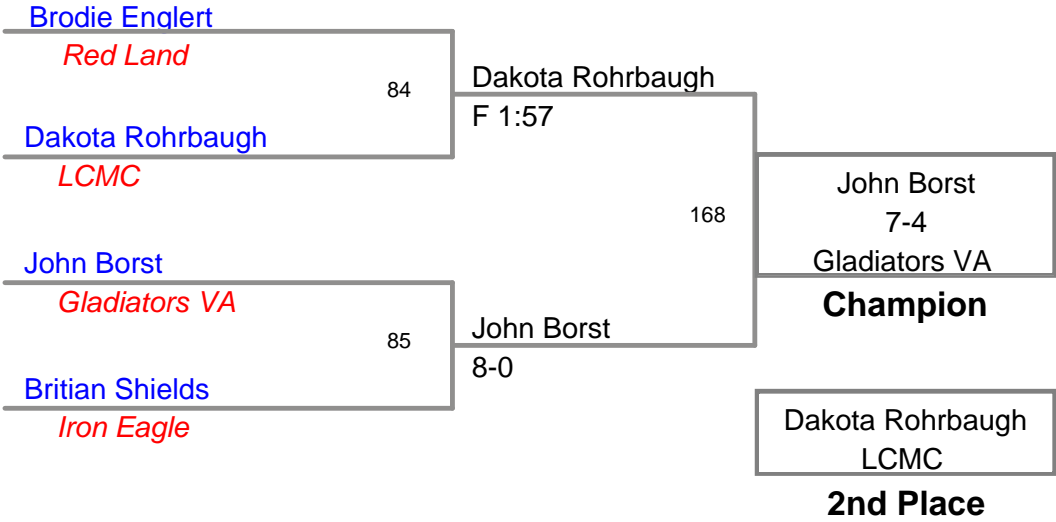 Brodie Englert
Red Land
84
Dakota Rohrbaugh
F 1:57
Dakota Rohrbaugh
LCMC
168
John Borst
7-4
Gladiators VA
Champion
John Borst
Gladiators VA
85
John Borst
8-0
Britian Shields
Iron Eagle
Dakota Rohrbaugh
LCMC
2nd Place